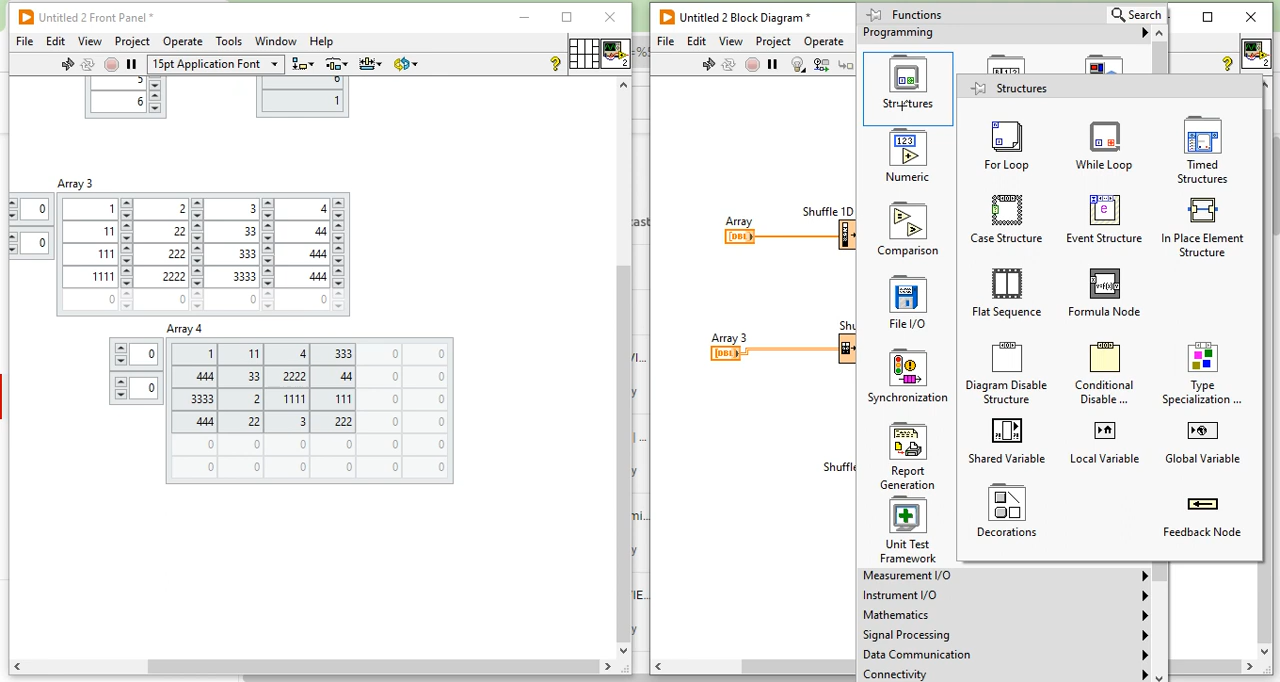 Untitled 2 Front Panel *
File Edit View Project Operate Tools Window Help
15pt Application Font
?
2
6
6
1
Array 3
0 1 2 3 4
11 22 33 44
0
111 222 333 444
1111 2222 3333 444
0 0 0 0
Array 4
0 1 11 4 333 0 0
444 33 2222 44 0 0
0
3333 2 1111 111 0 0
444 22 3 222 0 0
0 0 0 0 0 0
0 0 0 0 0 0
Untitled 2 Block Diagram *
File Edit View Project Operate
?
2
Array
DBL
Shuffle 1D
Array 3
DBL
Shu
Shuffle
Functions
Search
Programming
Structures
123
Numeric
Comparison
File I/O
Synchronization
Report
Generation
Unit Test
Framework
Measurement I/O
Instrument I/O
Mathematics
Signal Processing
Data Communication
Connectivity
Structures
For Loop
While Loop
Timed
Structures
Case Structure
Event Structure
In Place Element
Structure
Flat Sequence
Formula Node
Diagram Disable
Structure
Conditional
Disable ...
Type
Specialization ...
Shared Variable
Local Variable
Global Variable
Decorations
Feedback Node